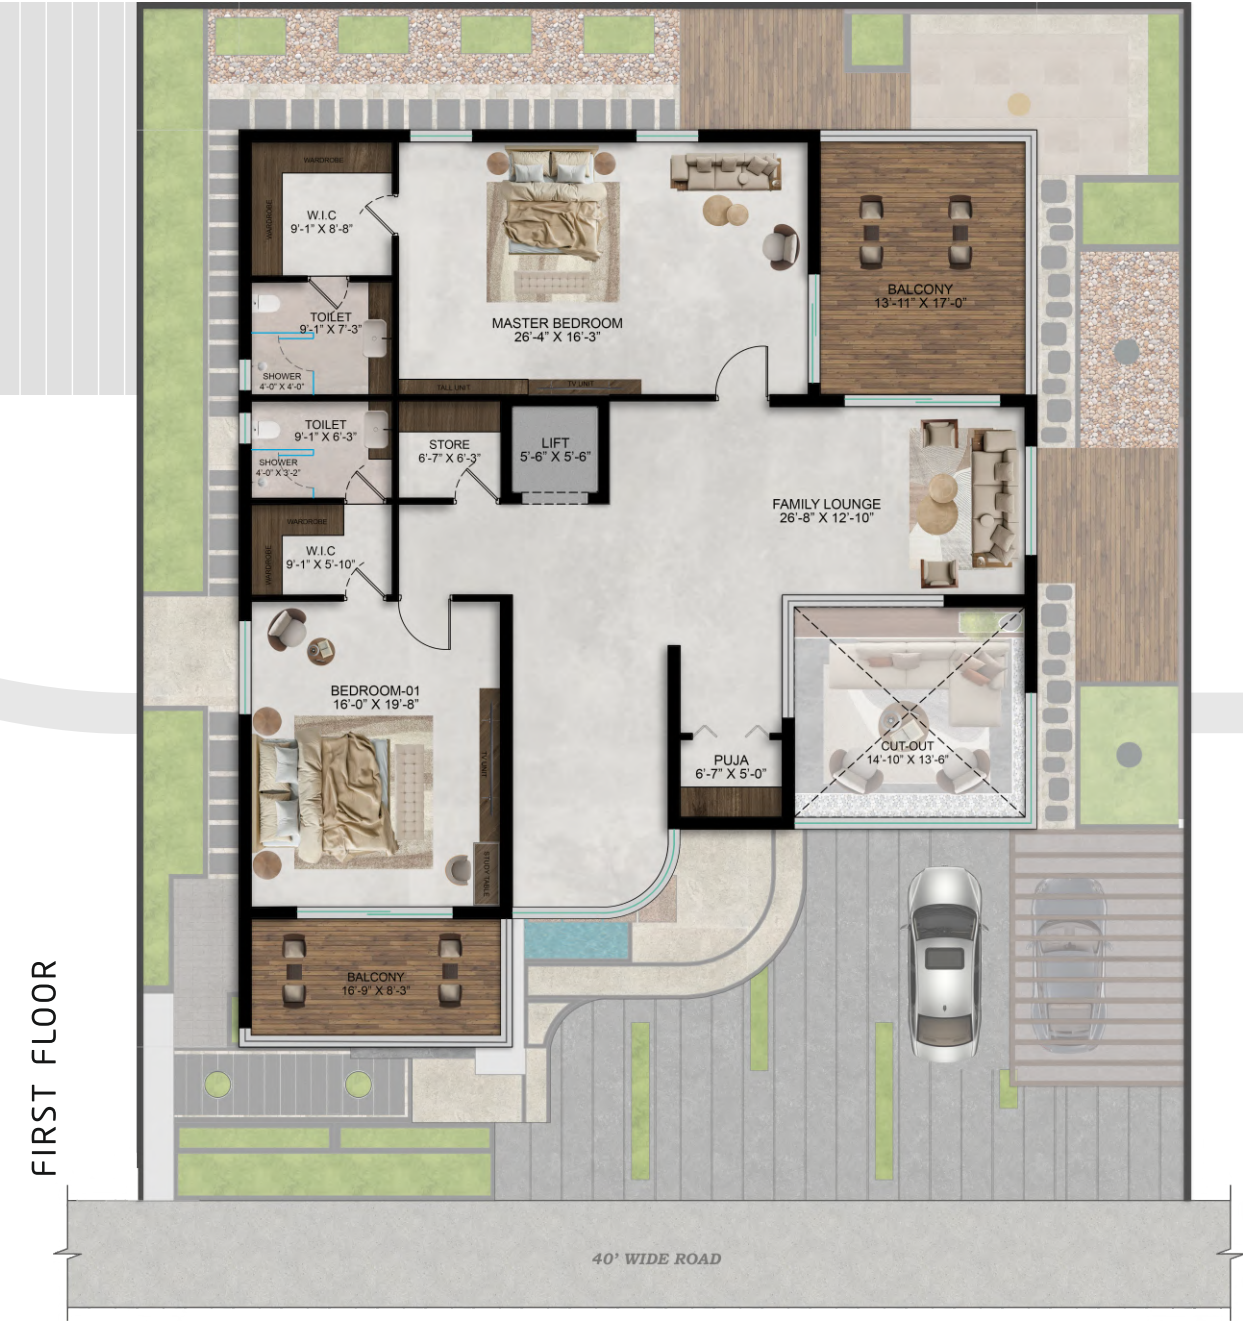 WARDROBE
WARDROBE
W.I.C
9'-1" X 8'-8"
TOILET
9'-1" X 7'-3"
SHOWER
4'-0" X 4'-0"
MASTER BEDROOM
26'-4" X 16'-3"
TALL UNIT
TV UNIT
BALCONY
13'-11" X 17'-0"
TOILET
9'-1" X 6'-3"
SHOWER
4'-0" X 3'-2"
STORE
6'-7" X 6'-3"
LIFT
5'-6" X 5'-6"
FAMILY LOUNGE
26'-8" X 12'-10"
WARDROBE
WARDROBE
W.I.C
9'-1" X 5'-10"
BEDROOM-01
16'-0" X 19'-8"
TV UNIT
STUDY TABLE
PUJA
6'-7" X 5'-0"
CUT-OUT
14'-10" X 13'-6"
BALCONY
16'-9" X 8'-3"
FIRST FLOOR
40' WIDE ROAD